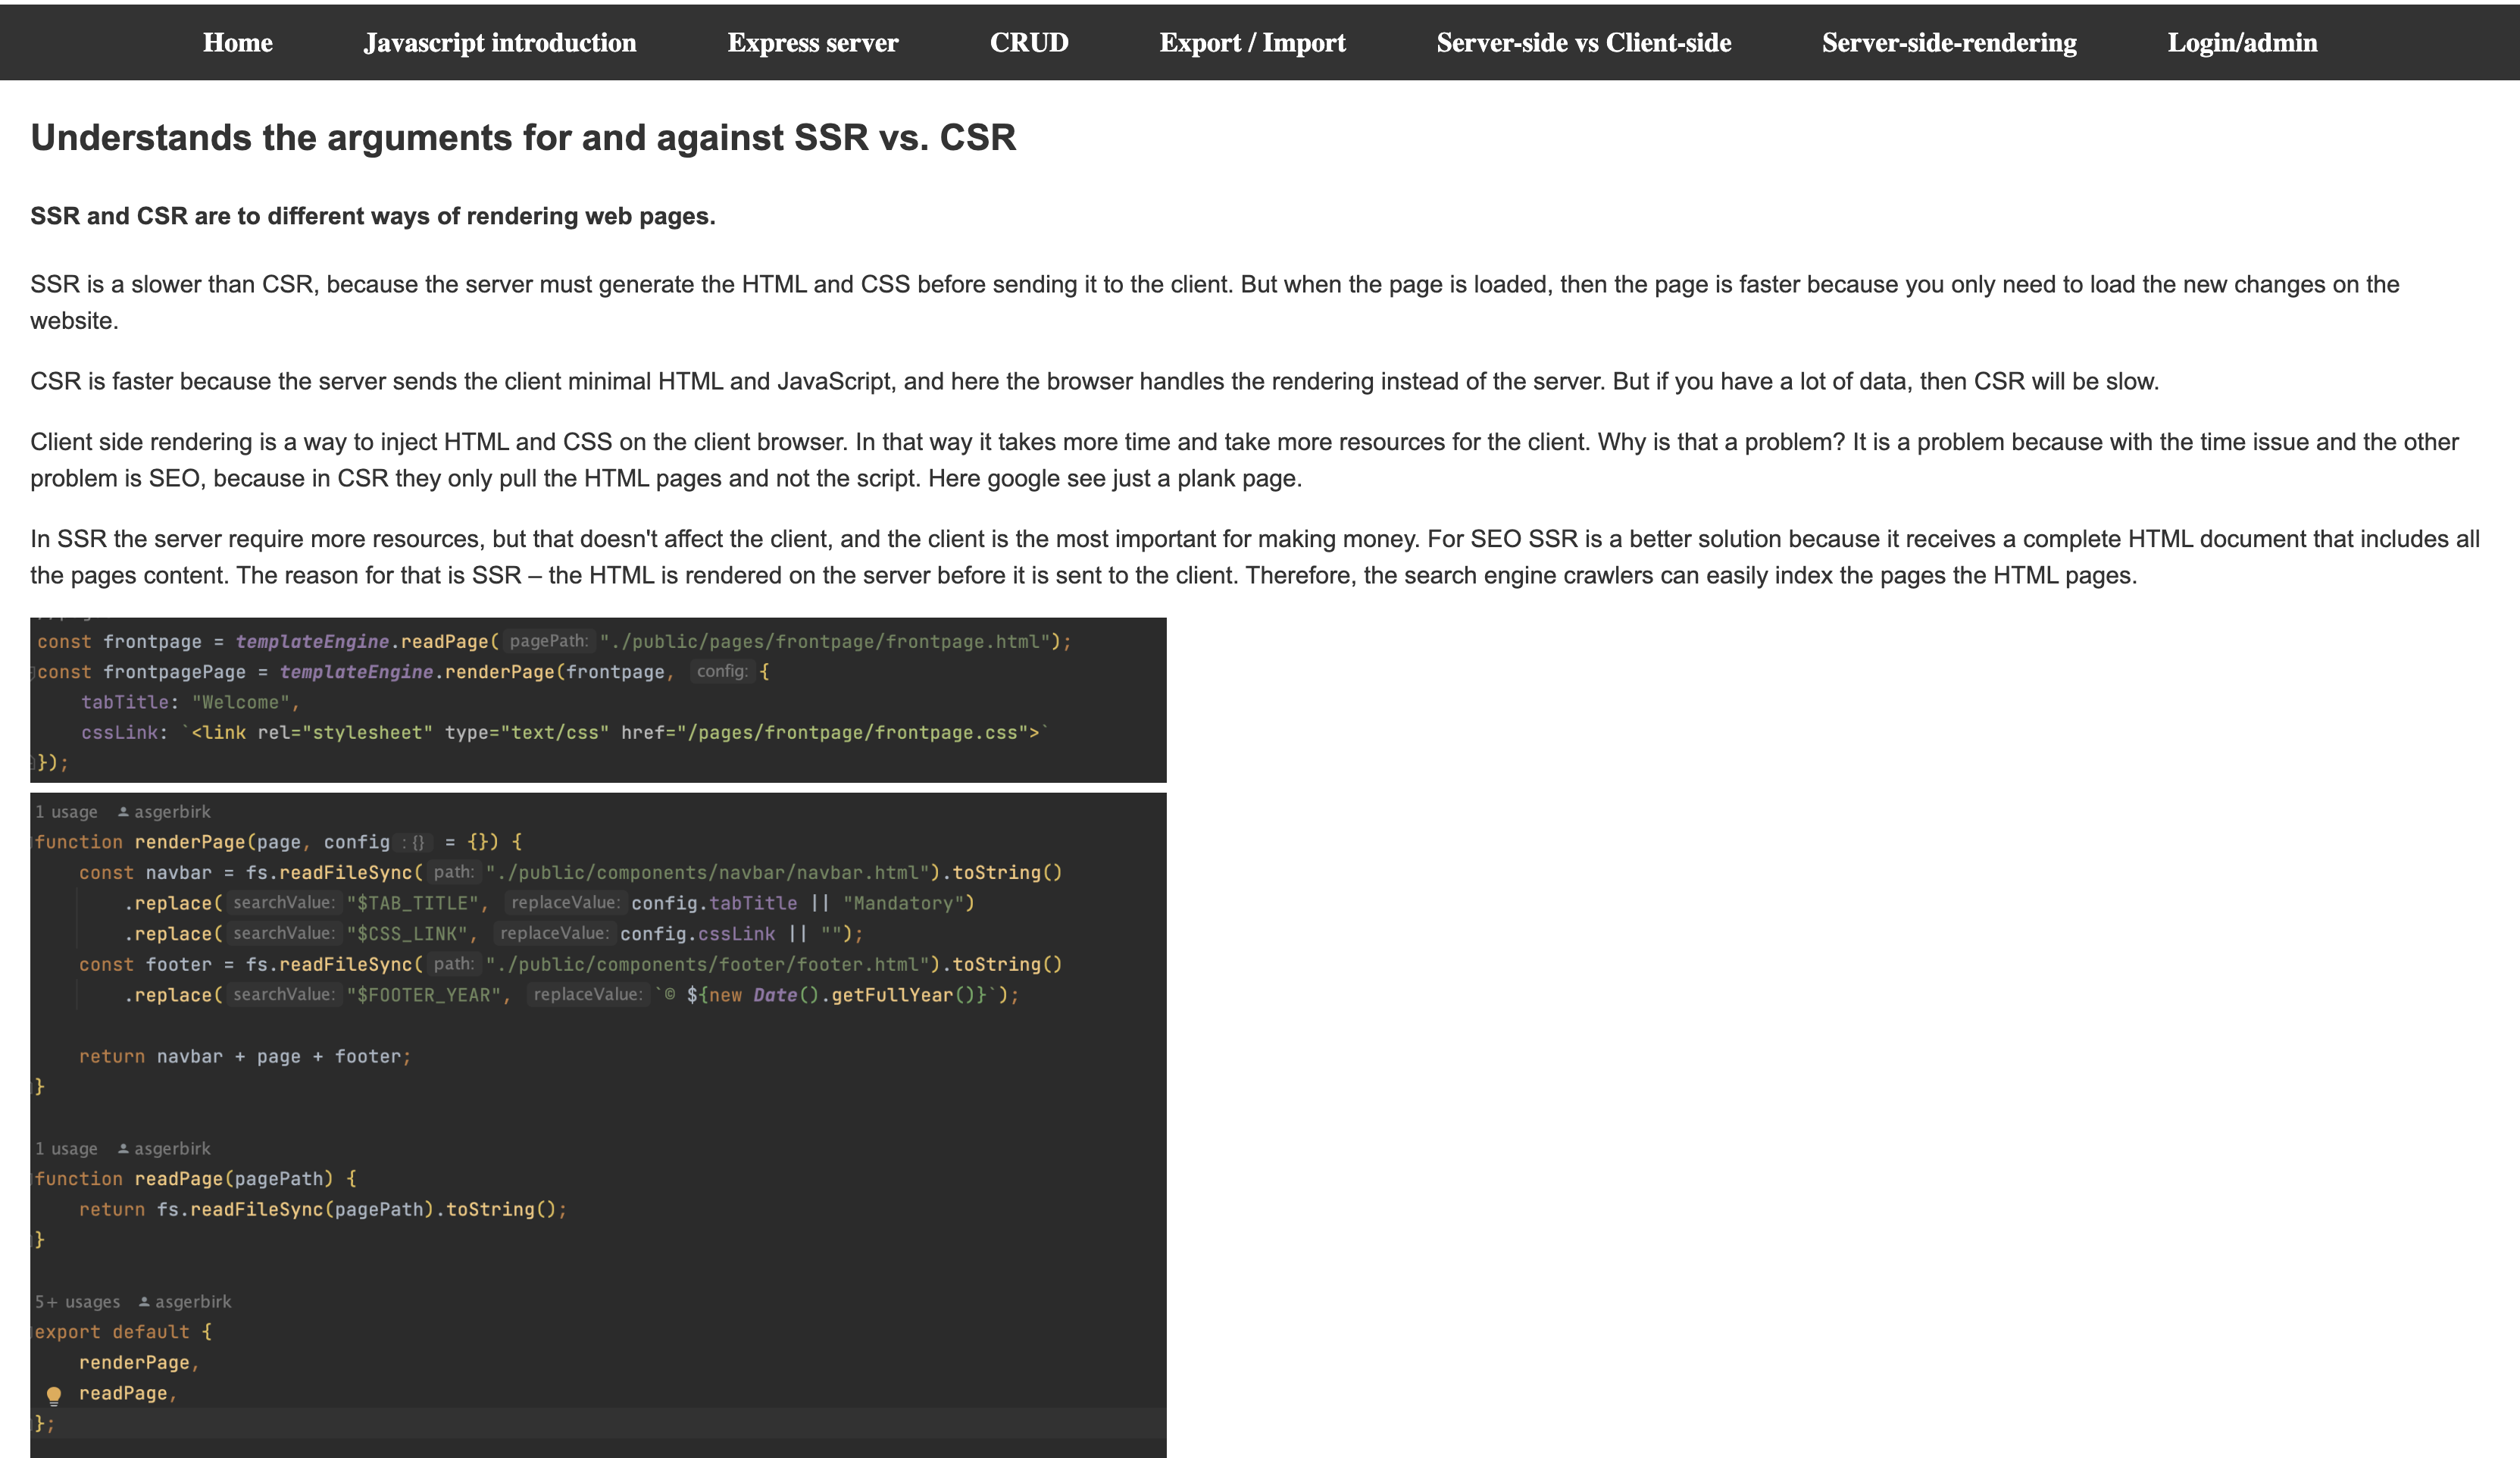 Home Javascript introduction Express server CRUD Export / Import Server-side vs Client-side Server-side-rendering Login/admin
Understands the arguments for and against SSR vs. CSR
SSR and CSR are to different ways of rendering web pages.
SSR is a slower than CSR, because the server must generate the HTML and CSS before sending it to the client. But when the page is loaded, then the page is faster because you only need to load the new changes on the
website.
CSR is faster because the server sends the client minimal HTML and JavaScript, and here the browser handles the rendering instead of the server. But if you have a lot of data, then CSR will be slow.
Client side rendering is a way to inject HTML and CSS on the client browser. In that way it takes more time and take more resources for the client. Why is that a problem? It is a problem because with the time issue and the other
problem is SEO, because in CSR they only pull the HTML pages and not the script. Here google see just a plank page.
In SSR the server require more resources, but that doesn't affect the client, and the client is the most important for making money. For SEO SSR is a better solution because it receives a complete HTML document that includes all
the pages content. The reason for that is SSR – the HTML is rendered on the server before it is sent to the client. Therefore, the search engine crawlers can easily index the pages the HTML pages.
const frontpage = templateEngine.readPage( pagePath: "./public/pages/frontpage/frontpage.html");
const frontpagePage = templateEngine.renderPage(frontpage, config: {
    tabTitle: "Welcome",
    cssLink: `<link rel="stylesheet" type="text/css" href="/pages/frontpage/frontpage.css">`
});
1 usage asgerbirk
function renderPage(page, config : {} = {}) {
    const navbar = fs.readFileSync( path: "./public/components/navbar/navbar.html").toString()
        .replace( searchValue: "$TAB_TITLE", replaceValue: config.tabTitle || "Mandatory")
        .replace( searchValue: "$CSS_LINK", replaceValue: config.cssLink || "");
    const footer = fs.readFileSync( path: "./public/components/footer/footer.html").toString()
        .replace( searchValue: "$FOOTER_YEAR", replaceValue: `© ${new Date().getFullYear()}`);
    return navbar + page + footer;
}
1 usage asgerbirk
function readPage(pagePath) {
    return fs.readFileSync(pagePath).toString();
}
5+ usages asgerbirk
export default {
    renderPage,
    readPage,
};